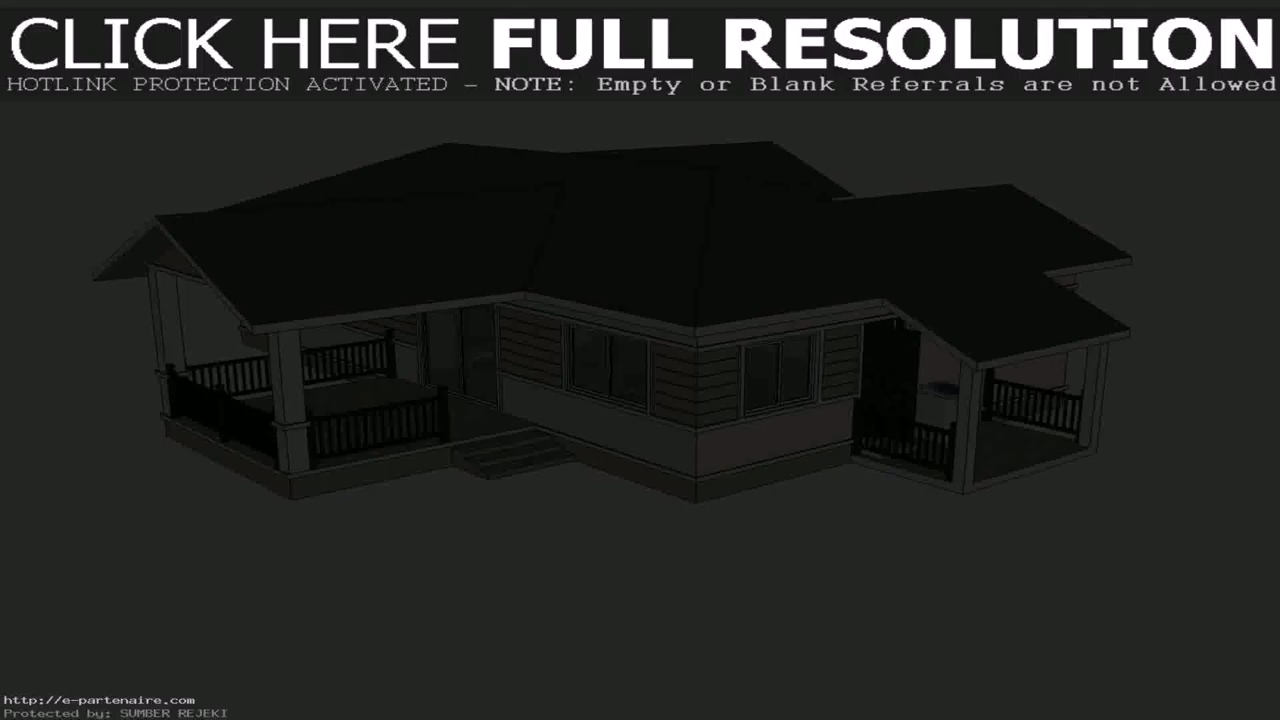 CLICK HERE FULL RESOLUTION
HOTLINK PROTECTION ACTIVATED - NOTE: Empty or Blank Referrals are not Allowed
http://e-partenaire.com
Protected by: SUMBER REJEKI